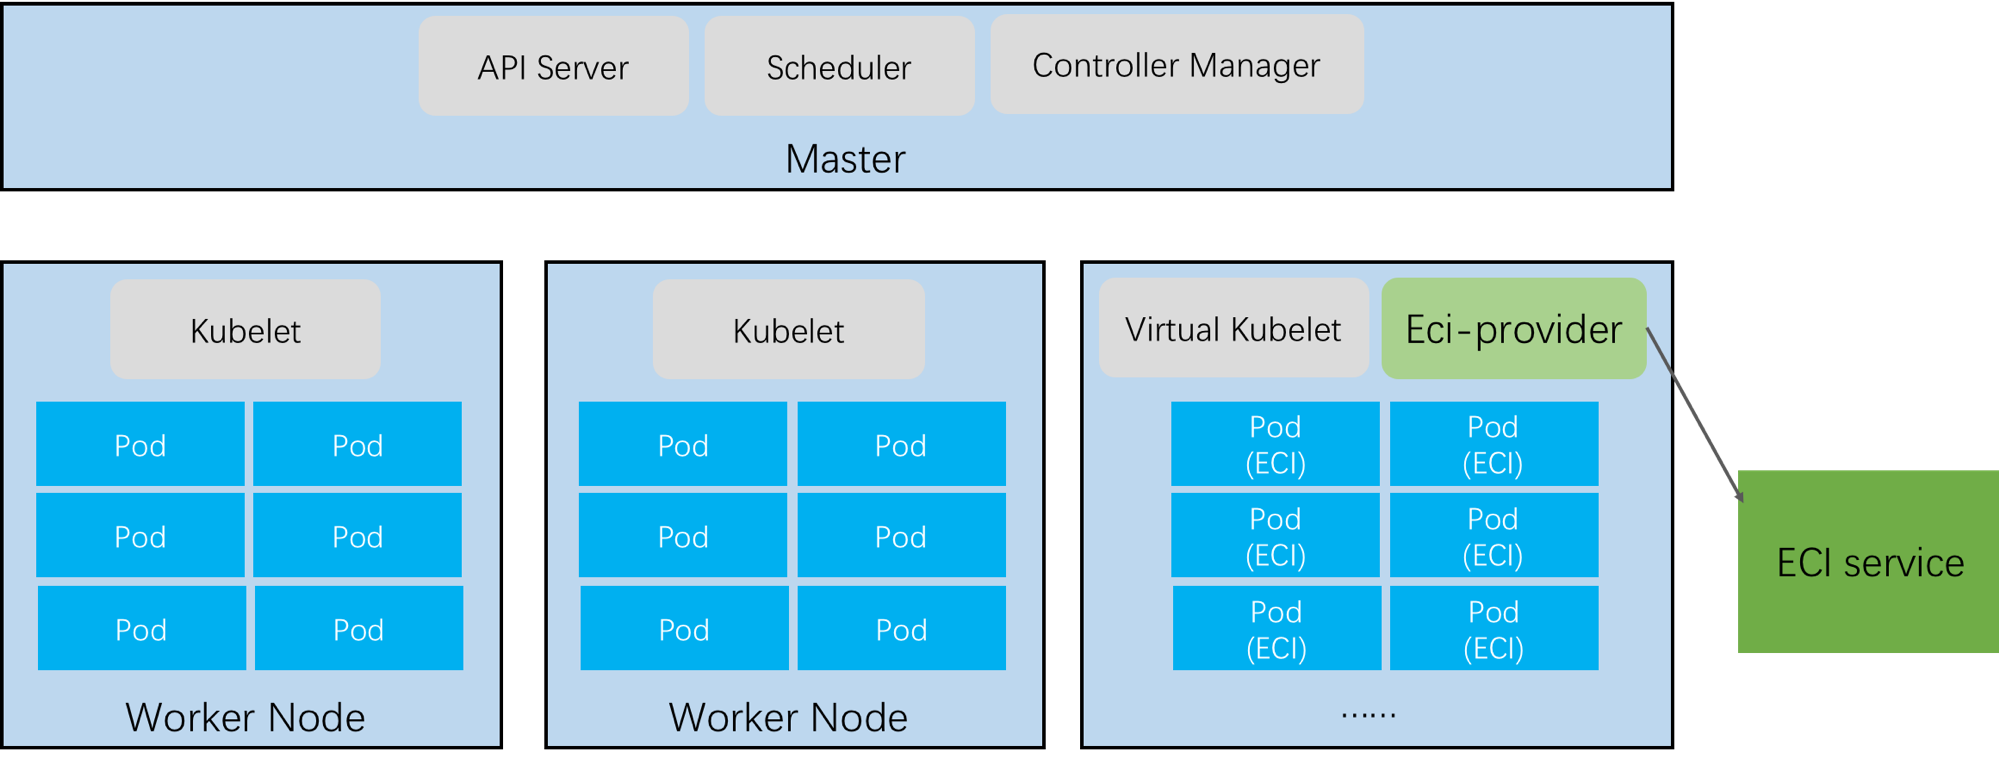 API Server
Scheduler
Controller Manager
Master
Kubelet
Pod
Pod
Pod
Pod
Pod
Pod
Worker Node
Kubelet
Pod
Pod
Pod
Pod
Pod
Pod
Worker Node
Virtual Kubelet
Eci-provider
Pod
(ECI)
Pod
(ECI)
Pod
(ECI)
Pod
(ECI)
Pod
(ECI)
Pod
(ECI)
……
ECI service